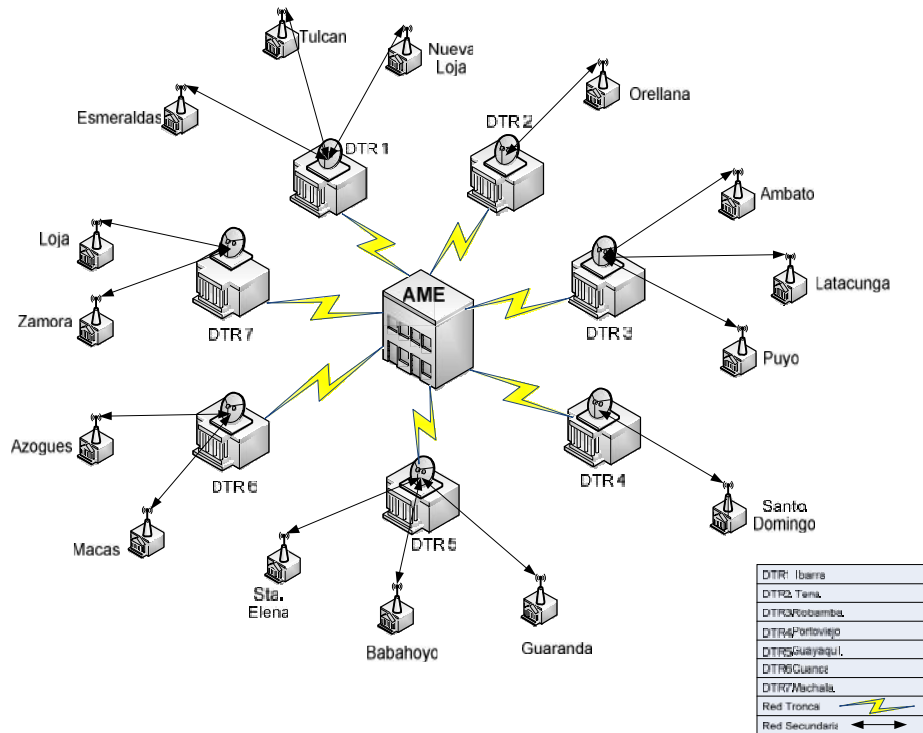 Tulcan
Nueva
Loja
Orellana
Esmeraldas
DTR 1
DTR 2
Ambato
Loja
AME
Latacunga
Zamora
DTR 7
DTR 3
Puyo
Azogues
DTR 6
DTR 4
Macas
Sta.
Elena
DTR 5
Santo
Domingo
Babahoyo
Guaranda
DTR1 Ibarra
DTR2 Tena
DTR3 Riobamba
DTR4 Portoviejo
DTR5 Guayaquil
DTR6 Cuenca
DTR7 Machala
Red Troncal
Red Secundaria